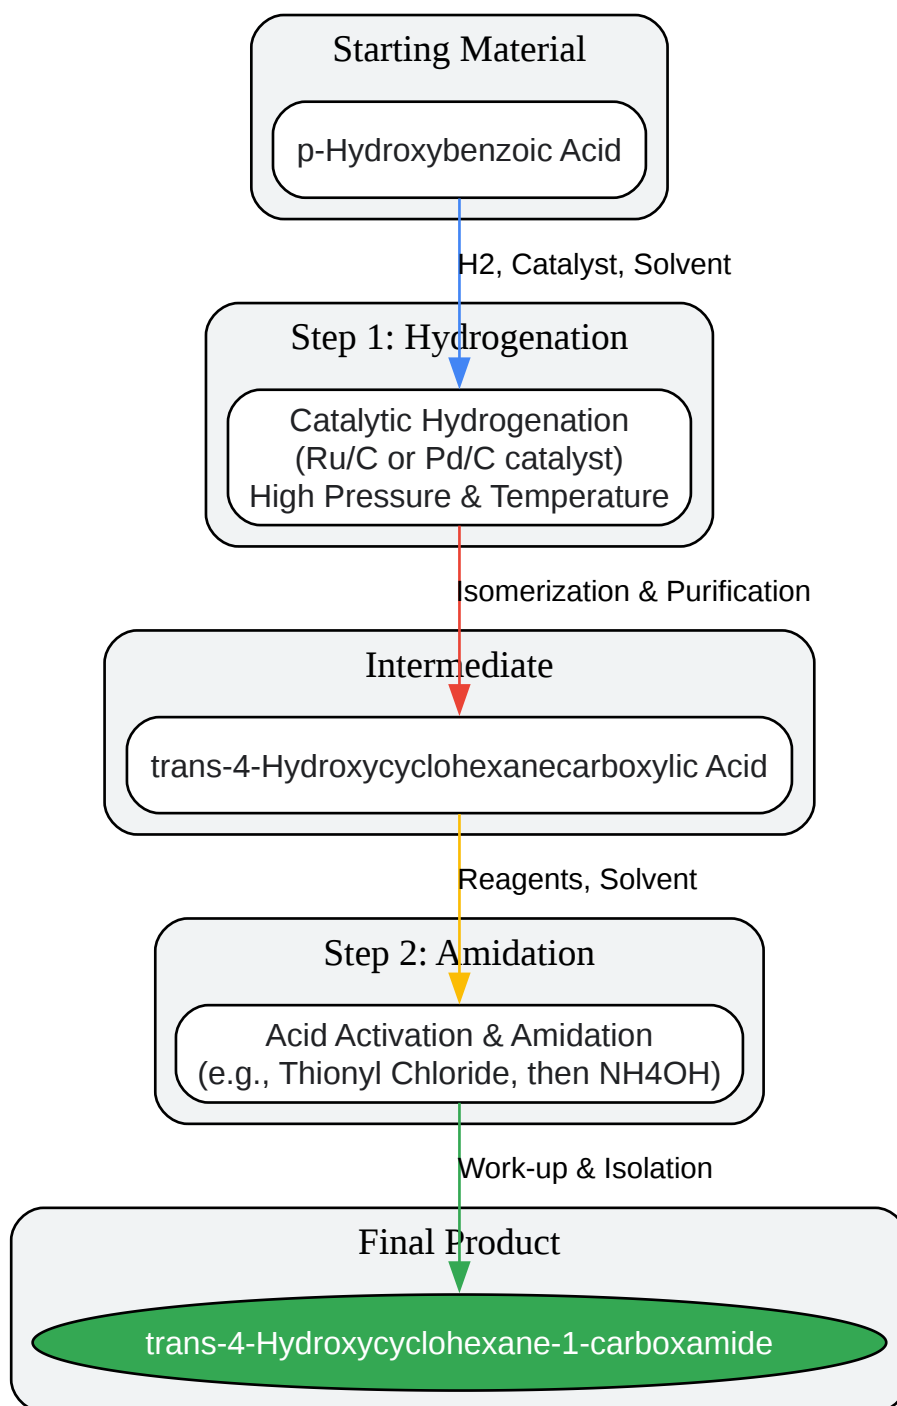 Starting Material
p-Hydroxybenzoic Acid
H2, Catalyst, Solvent
Step 1: Hydrogenation
Catalytic Hydrogenation
(Ru/C or Pd/C catalyst)
High Pressure & Temperature
Isomerization & Purification
Intermediate
trans-4-Hydroxycyclohexanecarboxylic Acid
Reagents, Solvent
Step 2: Amidation
Acid Activation & Amidation
(e.g., Thionyl Chloride, then NH4OH)
Work-up & Isolation
Final Product
trans-4-Hydroxycyclohexane-1-carboxamide